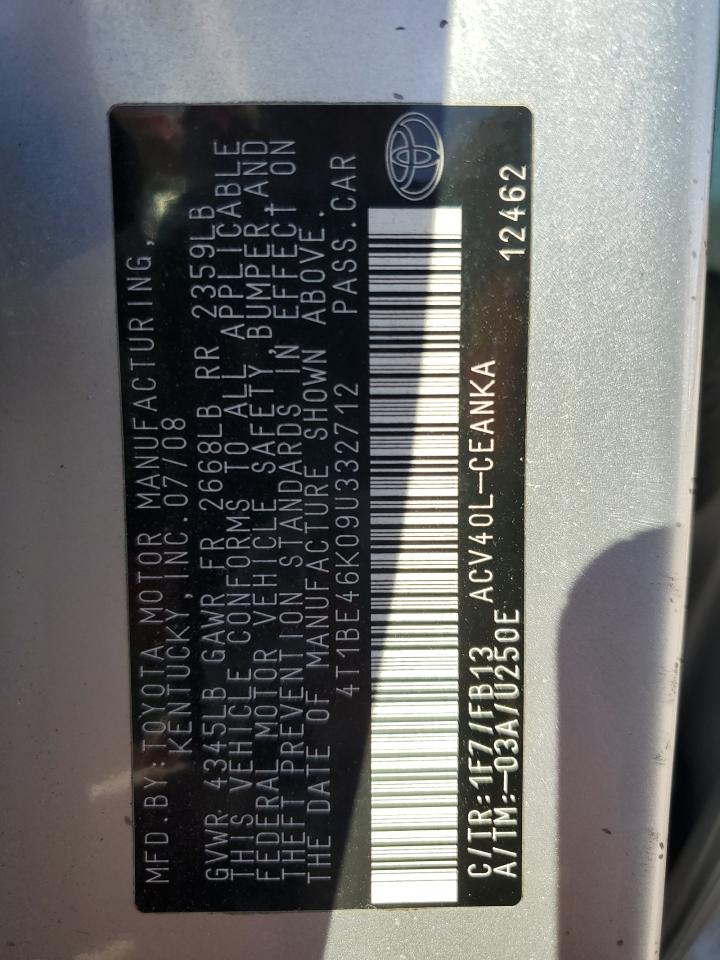 MFD.BY:TOYOTA MOTOR MANUFACTURING,
KENTUCKY,INC.07/08
GVWR 4345LB GAWR FR 2668LB RR 2359LB
THIS VEHICLE CONFORMS TO ALL APPLICABLE
FEDERAL MOTOR VEHICLE SAFETY,BUMPER,AND
THEFT PREVENTION STANDARDS IN EFFECT ON
THE DATE OF MANUFACTURE SHOWN ABOVE.
4T1BE46K09U332712 PASS.CAR
C/TR:1F7/FB13 ACV40L-CEANKA
A/TM:-03A/U250E 12462